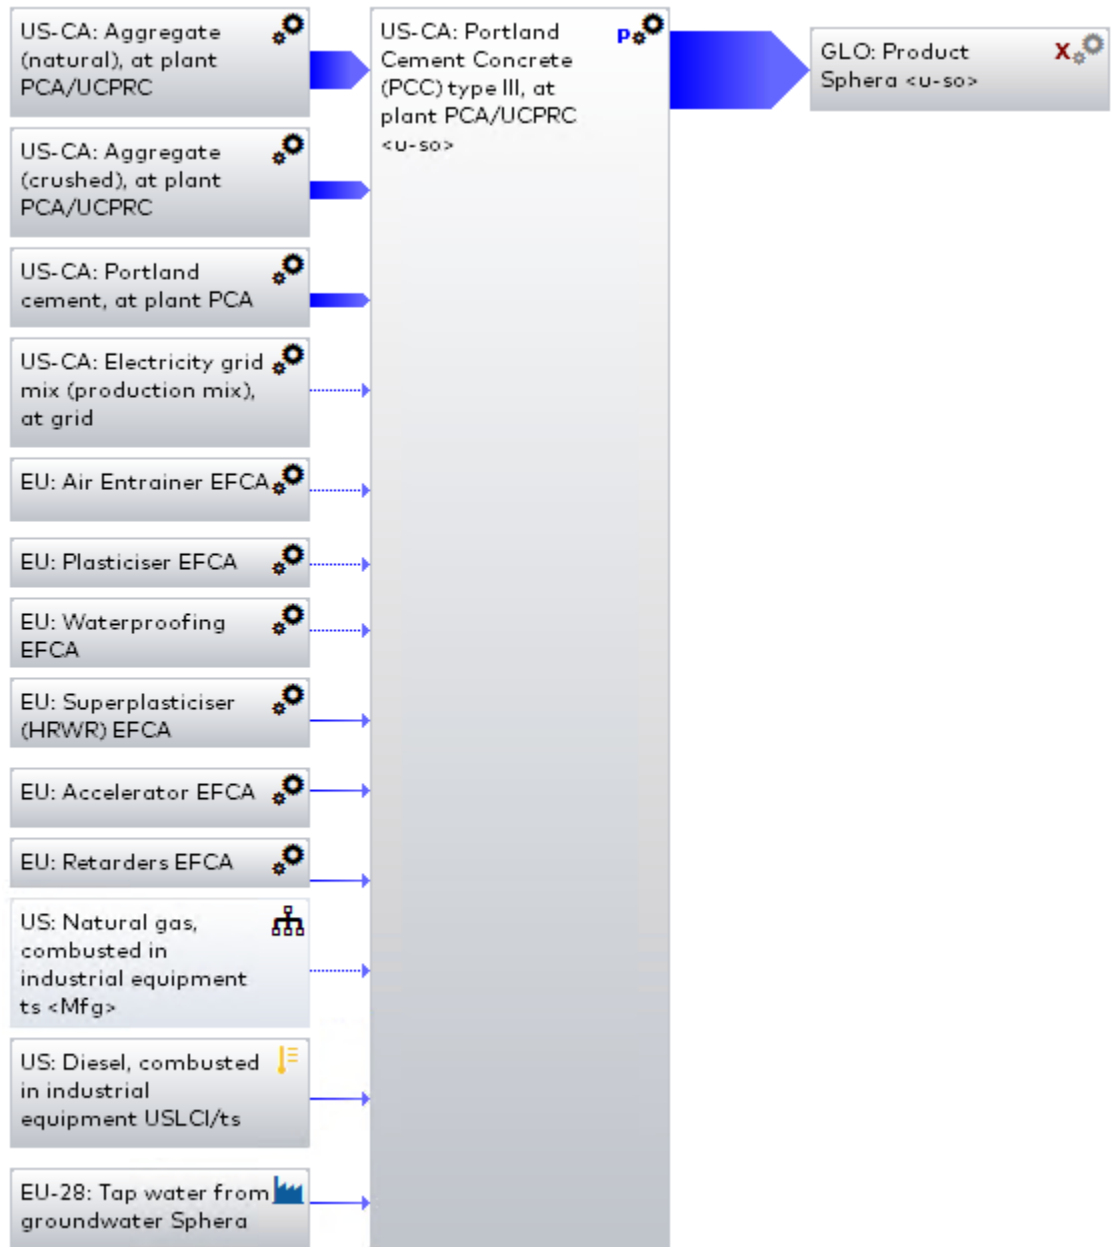 US-CA: Aggregate
(natural), at plant
PCA/UCPRC
US-CA: Aggregate
(crushed), at plant
PCA/UCPRC
US-CA: Portland
cement, at plant PCA
US-CA: Electricity grid
mix (production mix),
at grid
EU: Air Entrainer EFCA
EU: Plasticiser EFCA
EU: Waterproofing
EFCA
EU: Superplasticiser
(HRWR) EFCA
EU: Accelerator EFCA
EU: Retarders EFCA
US: Natural gas,
combusted in
industrial equipment
ts <Mfg>
US: Diesel, combusted
in industrial
equipment USLCI/ts
EU-28: Tap water from
groundwater Sphera
US-CA: Portland
Cement Concrete
(PCC) type III, at
plant PCA/UCPRC
<u-so>
p
GLO: Product
Sphera <u-so>
X